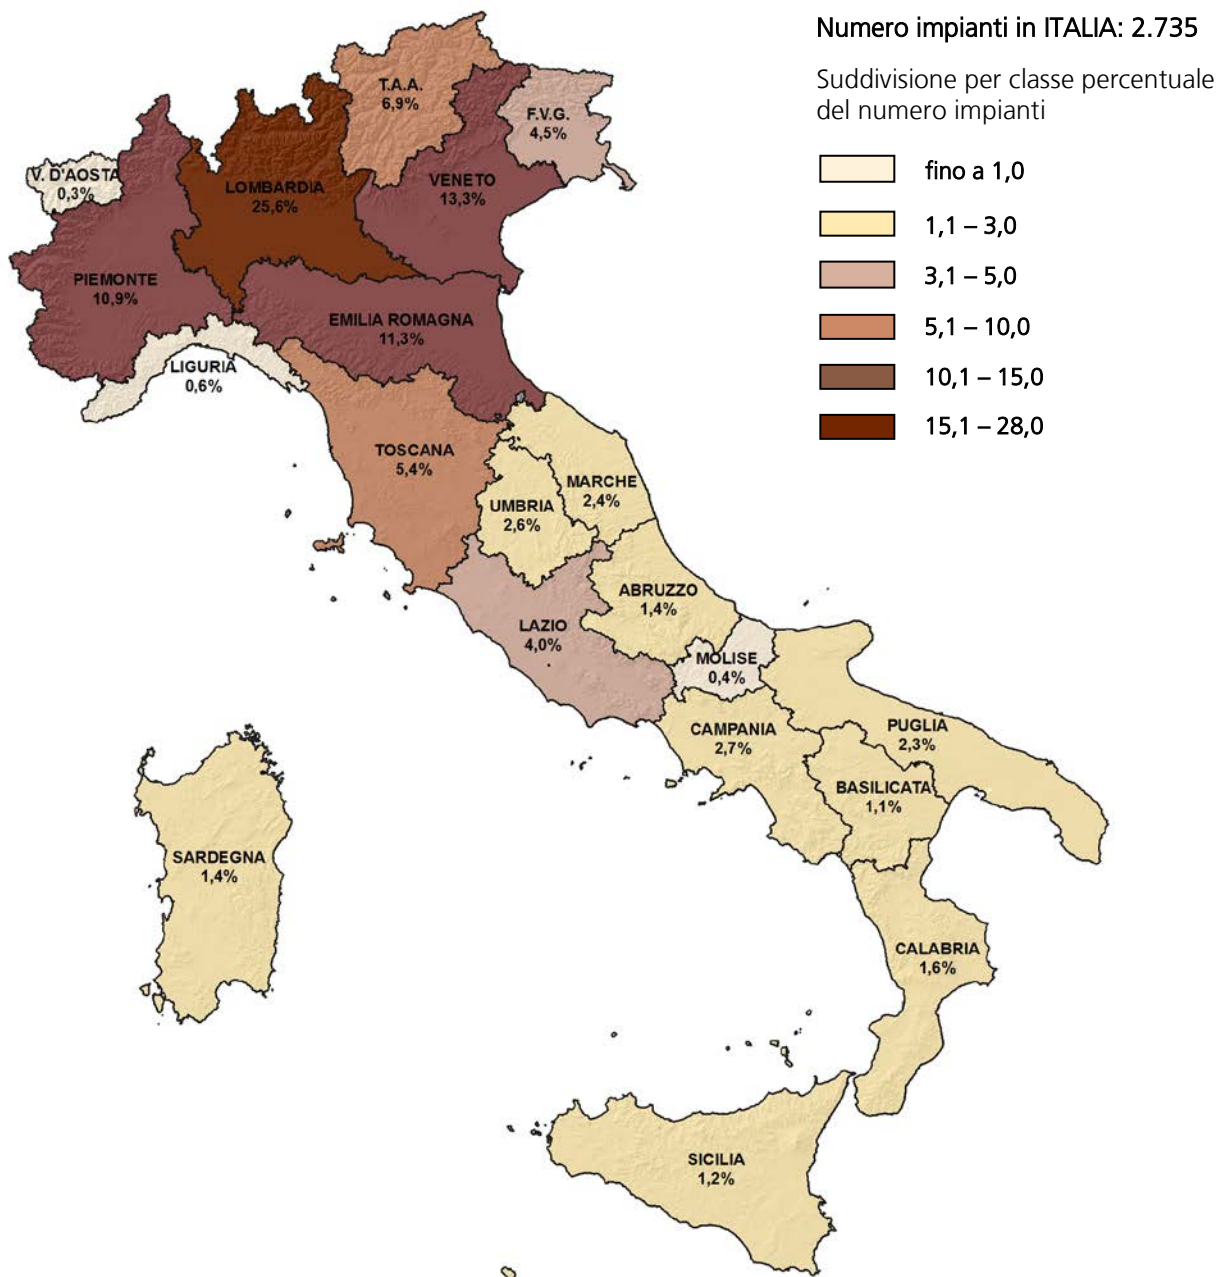 Numero impianti in ITALIA: 2.735
Suddivisione per classe percentuale
del numero impianti
fino a 1,0
1,1 – 3,0
3,1 – 5,0
5,1 – 10,0
10,1 – 15,0
15,1 – 28,0
T.A.A.
6,9%
F.V.G.
4,5%
V. D'AOSTA
0,3%
LOMBARDIA
25,6%
VENETO
13,3%
PIEMONTE
10,9%
EMILIA ROMAGNA
11,3%
LIGURIA
0,6%
TOSCANA
5,4%
MARCHE
2,4%
UMBRIA
2,6%
ABRUZZO
1,4%
LAZIO
4,0%
MOLISE
0,4%
CAMPANIA
2,7%
PUGLIA
2,3%
BASILICATA
1,1%
SARDEGNA
1,4%
CALABRIA
1,6%
SICILIA
1,2%